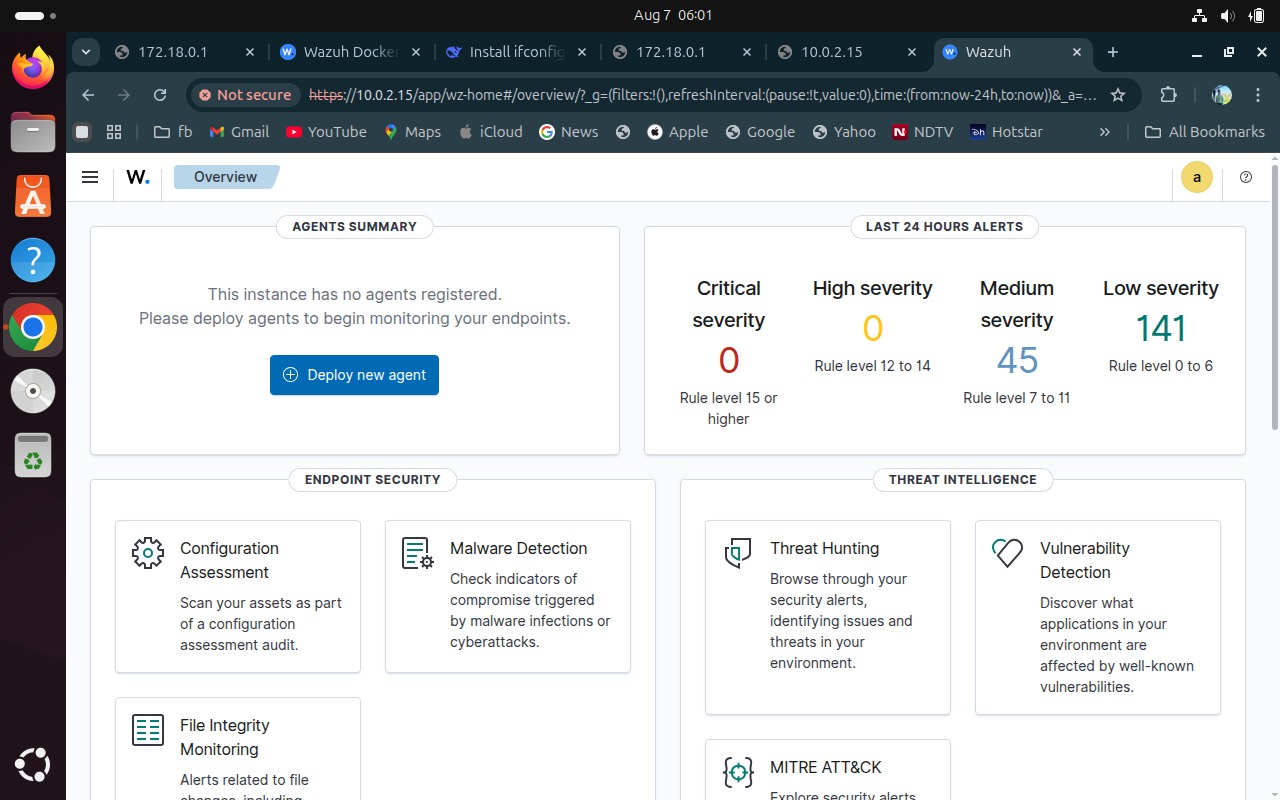 Aug 7 06:01
172.18.0.1
Wazuh Docke
Install ifconfig
172.18.0.1
10.0.2.15
Wazuh
Not secure https://10.0.2.15/app/wz-home#/overview/?_g=(filters:!(),refreshInterval:(pause:!t,value:0),time:(from:now-24h,to:now))&_a=...
fb Gmail YouTube Maps iCloud News Apple Google Yahoo NDTV Hotstar » All Bookmarks
W. Overview a
AGENTS SUMMARY
This instance has no agents registered.
Please deploy agents to begin monitoring your endpoints.
Deploy new agent
LAST 24 HOURS ALERTS
Critical
severity
0
Rule level 15 or
higher
High severity
0
Rule level 12 to 14
Medium
severity
45
Rule level 7 to 11
Low severity
141
Rule level 0 to 6
ENDPOINT SECURITY
Configuration
Assessment
Scan your assets as part
of a configuration
assessment audit.
Malware Detection
Check indicators of
compromise triggered
by malware infections or
cyberattacks.
File Integrity
Monitoring
Alerts related to file
changes, including
THREAT INTELLIGENCE
Threat Hunting
Browse through your
security alerts,
identifying issues and
threats in your
environment.
Vulnerability
Detection
Discover what
applications in your
environment are
affected by well-known
vulnerabilities.
MITRE ATT&CK
Explore security alerts